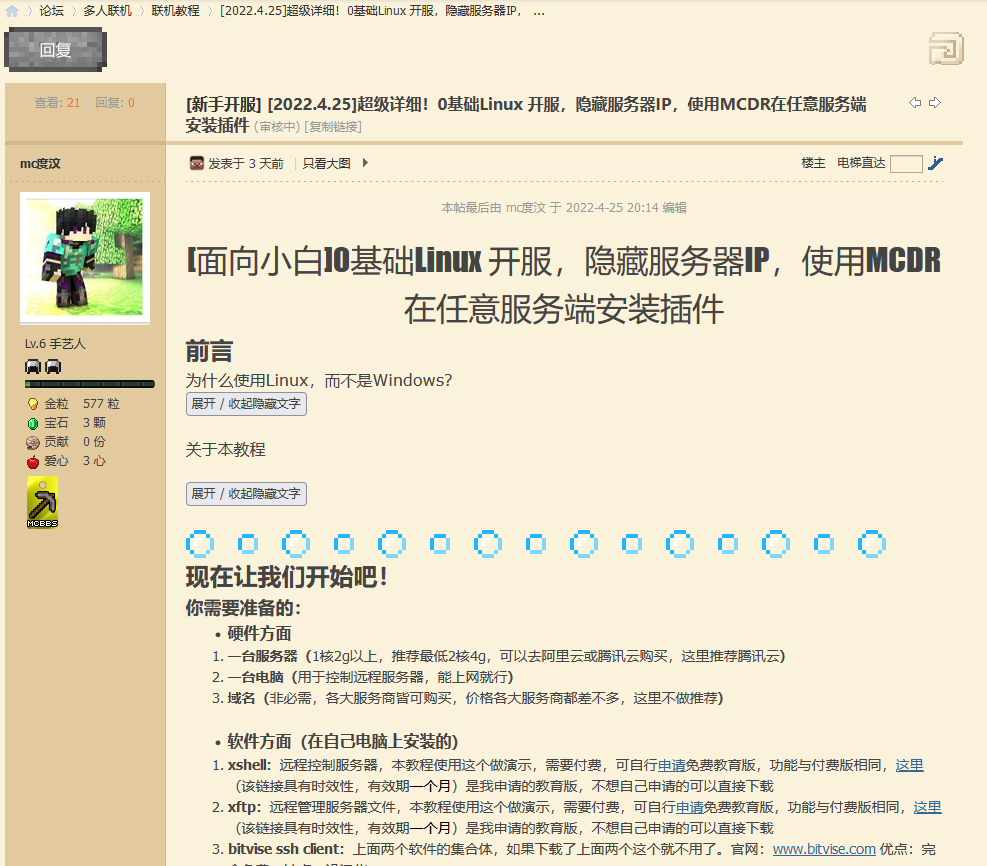 论坛 〉 多人联机 〉 联机教程 〉 [2022.4.25]超级详细！0基础Linux 开服，隐藏服务器IP， ...
回复
查看: 21 回复: 0
[新手开服] [2022.4.25]超级详细！0基础Linux 开服，隐藏服务器IP，使用MCDR在任意服务端
安装插件 (审核中) [复制链接]
mc度汶
发表于 3 天前 | 只看大图
楼主 电梯直达
本帖最后由 mc度汶 于 2022-4-25 20:14 编辑
[面向小白]0基础Linux 开服，隐藏服务器IP，使用MCDR
在任意服务端安装插件
Lv.6 手艺人
金粒 577 粒
宝石 3 颗
贡献 0 份
爱心 3 心
MCBBS
前言
为什么使用Linux，而不是Windows?
展开 / 收起隐藏文字
关于本教程
展开 / 收起隐藏文字
现在让我们开始吧！
你需要准备的：
• 硬件方面
1. 一台服务器（1核2g以上，推荐最低2核4g，可以去阿里云或腾讯云购买，这里推荐腾讯云）
2. 一台电脑（用于控制远程服务器，能上网就行）
3. 域名（非必需，各大服务商皆可购买，价格各大服务商都差不多，这里不做推荐）
• 软件方面（在自己电脑上安装的）
1. xshell：远程控制服务器，本教程使用这个做演示，需要付费，可自行申请免费教育版，功能与付费版相同，这里
（该链接具有时效性，有效期一个月）是我申请的教育版，不想自己申请的可以直接下载
2. xftp：远程管理服务器文件，本教程使用这个做演示，需要付费，可自行申请免费教育版，功能与付费版相同，这里
（该链接具有时效性，有效期一个月）是我申请的教育版，不想自己申请的可以直接下载
3. bitvise ssh client：上面两个软件的集合体，如果下载了上面两个这个就不用了。官网：www.bitvise.com 优点：完